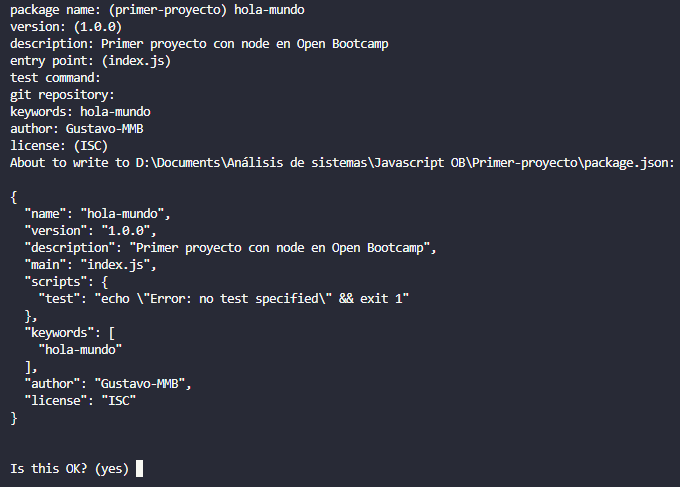 package name: (primer-proyecto) hola-mundo
version: (1.0.0)
description: Primer proyecto con node en Open Bootcamp
entry point: (index.js)
test command:
git repository:
keywords: hola-mundo
author: Gustavo-MMB
license: (ISC)
About to write to D:\Documents\Análisis de sistemas\Javascript OB\Primer-proyecto\package.json:

{
  "name": "hola-mundo",
  "version": "1.0.0",
  "description": "Primer proyecto con node en Open Bootcamp",
  "main": "index.js",
  "scripts": {
    "test": "echo \"Error: no test specified\" && exit 1"
  },
  "keywords": [
    "hola-mundo"
  ],
  "author": "Gustavo-MMB",
  "license": "ISC"
}

Is this OK? (yes)